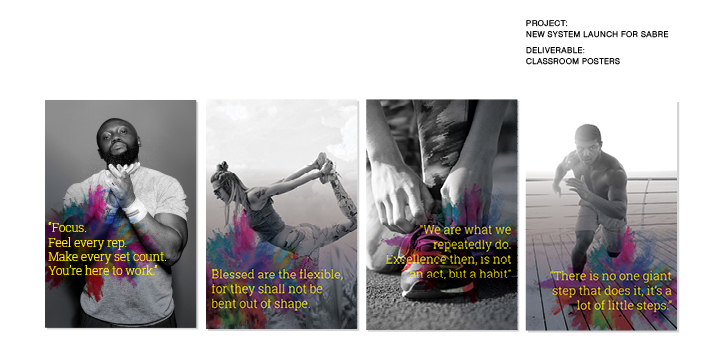 PROJECT:
NEW SYSTEM LAUNCH FOR SABRE
DELIVERABLE:
CLASSROOM POSTERS
“Focus.
Feel every rep.
Make every set count.
You’re here to work.”
Blessed are the flexible,
for they shall not be
bent out of shape.
“We are what we
repeatedly do.
Excellence then, is not
an act, but a habit”
“There is no one giant
step that does it, it’s a
lot of little steps.”